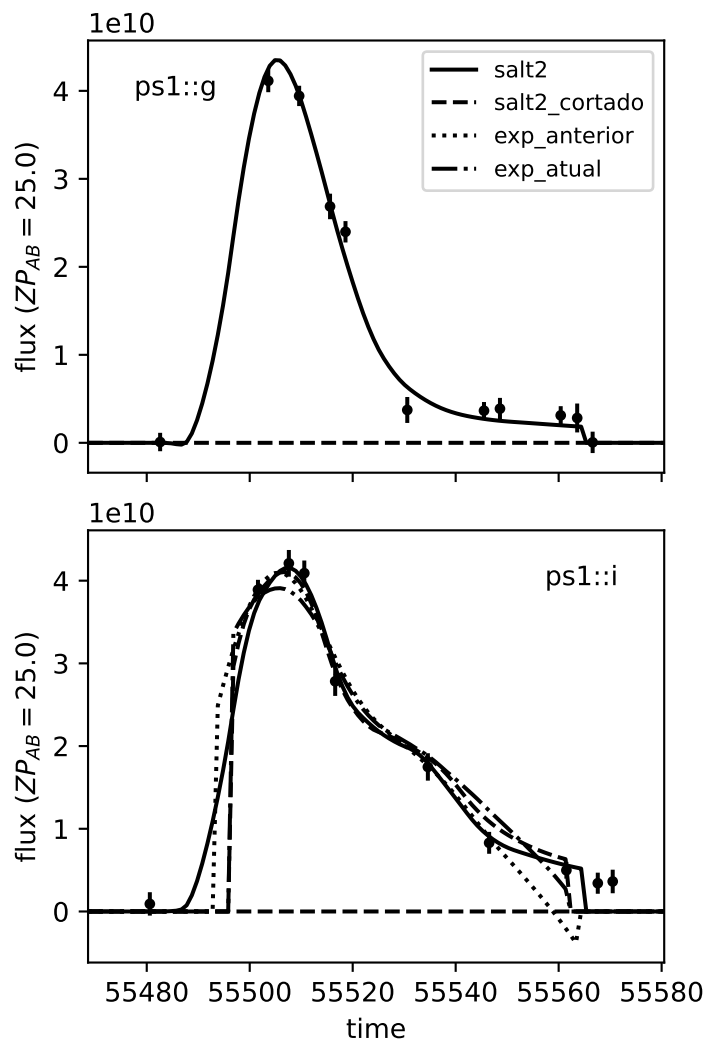 1e10
ps1::g
salt2
salt2_cortado
exp_anterior
exp_atual
4
3
2
1
0
flux (ZP_AB = 25.0)
1e10
ps1::i
4
3
2
1
0
flux (ZP_AB = 25.0)
55480 55500 55520 55540 55560 55580
time